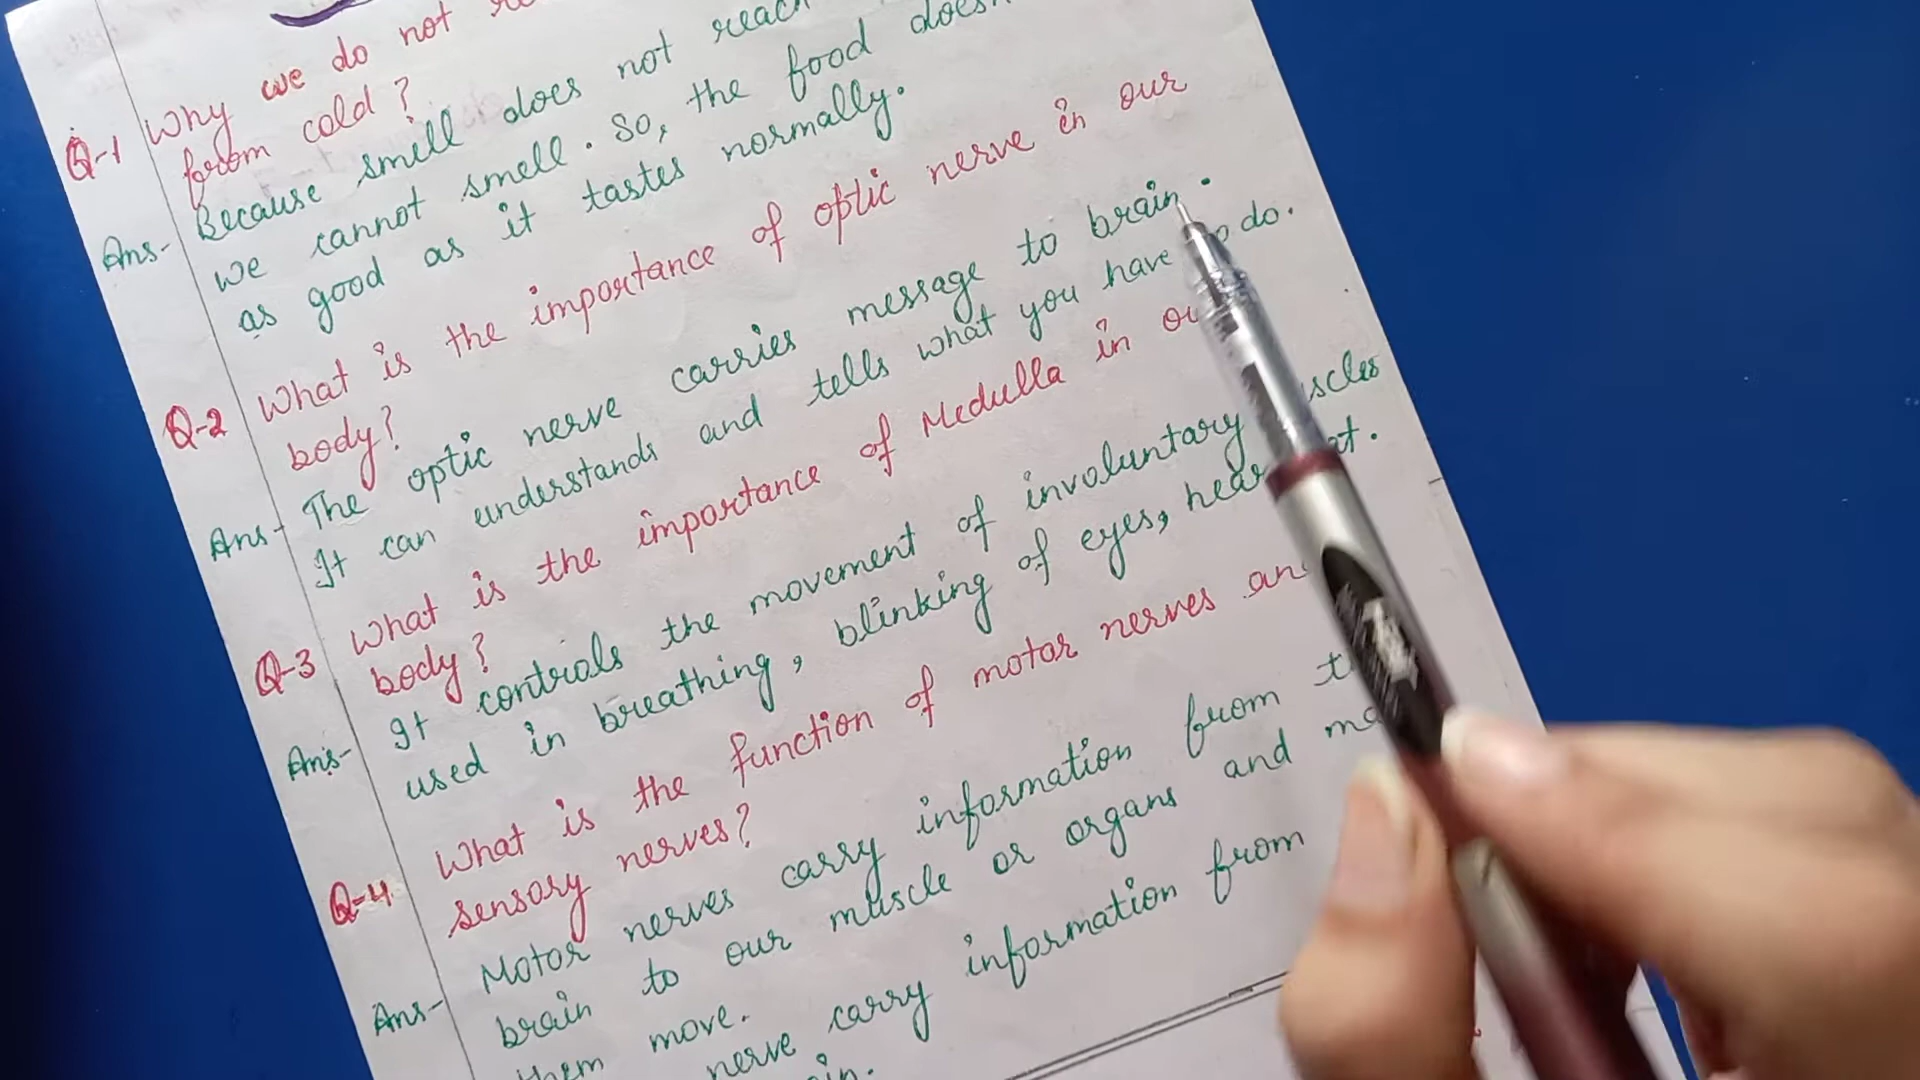 Q-1 Why we do not
from cold?
Ans- Because smell does not reach
we cannot smell. So, the food
as good as it tastes normally.
Q-2 What is the importance of optic nerve in our
body?
Ans- The optic nerve carries message to brain.
It can understands and tells what you have to do.
Q-3 What is the importance of Medulla in
body?
Ans- It controls the movement of involuntary
used in breathing, blinking of eyes,
Q-4 What is the function of motor nerves
sensory nerves?
Ans- Motor nerves carry information from
brain to our muscle or organs and
them move.
nerve carry information from